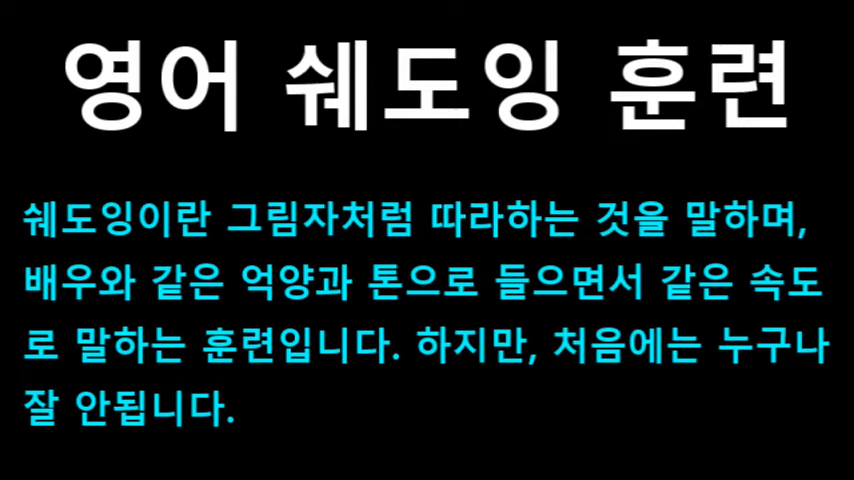 영어 쉐도잉 훈련
쉐도잉이란 그림자처럼 따라하는 것을 말하며,
배우와 같은 억양과 톤으로 들으면서 같은 속도
로 말하는 훈련입니다. 하지만, 처음에는 누구나
잘 안됩니다.